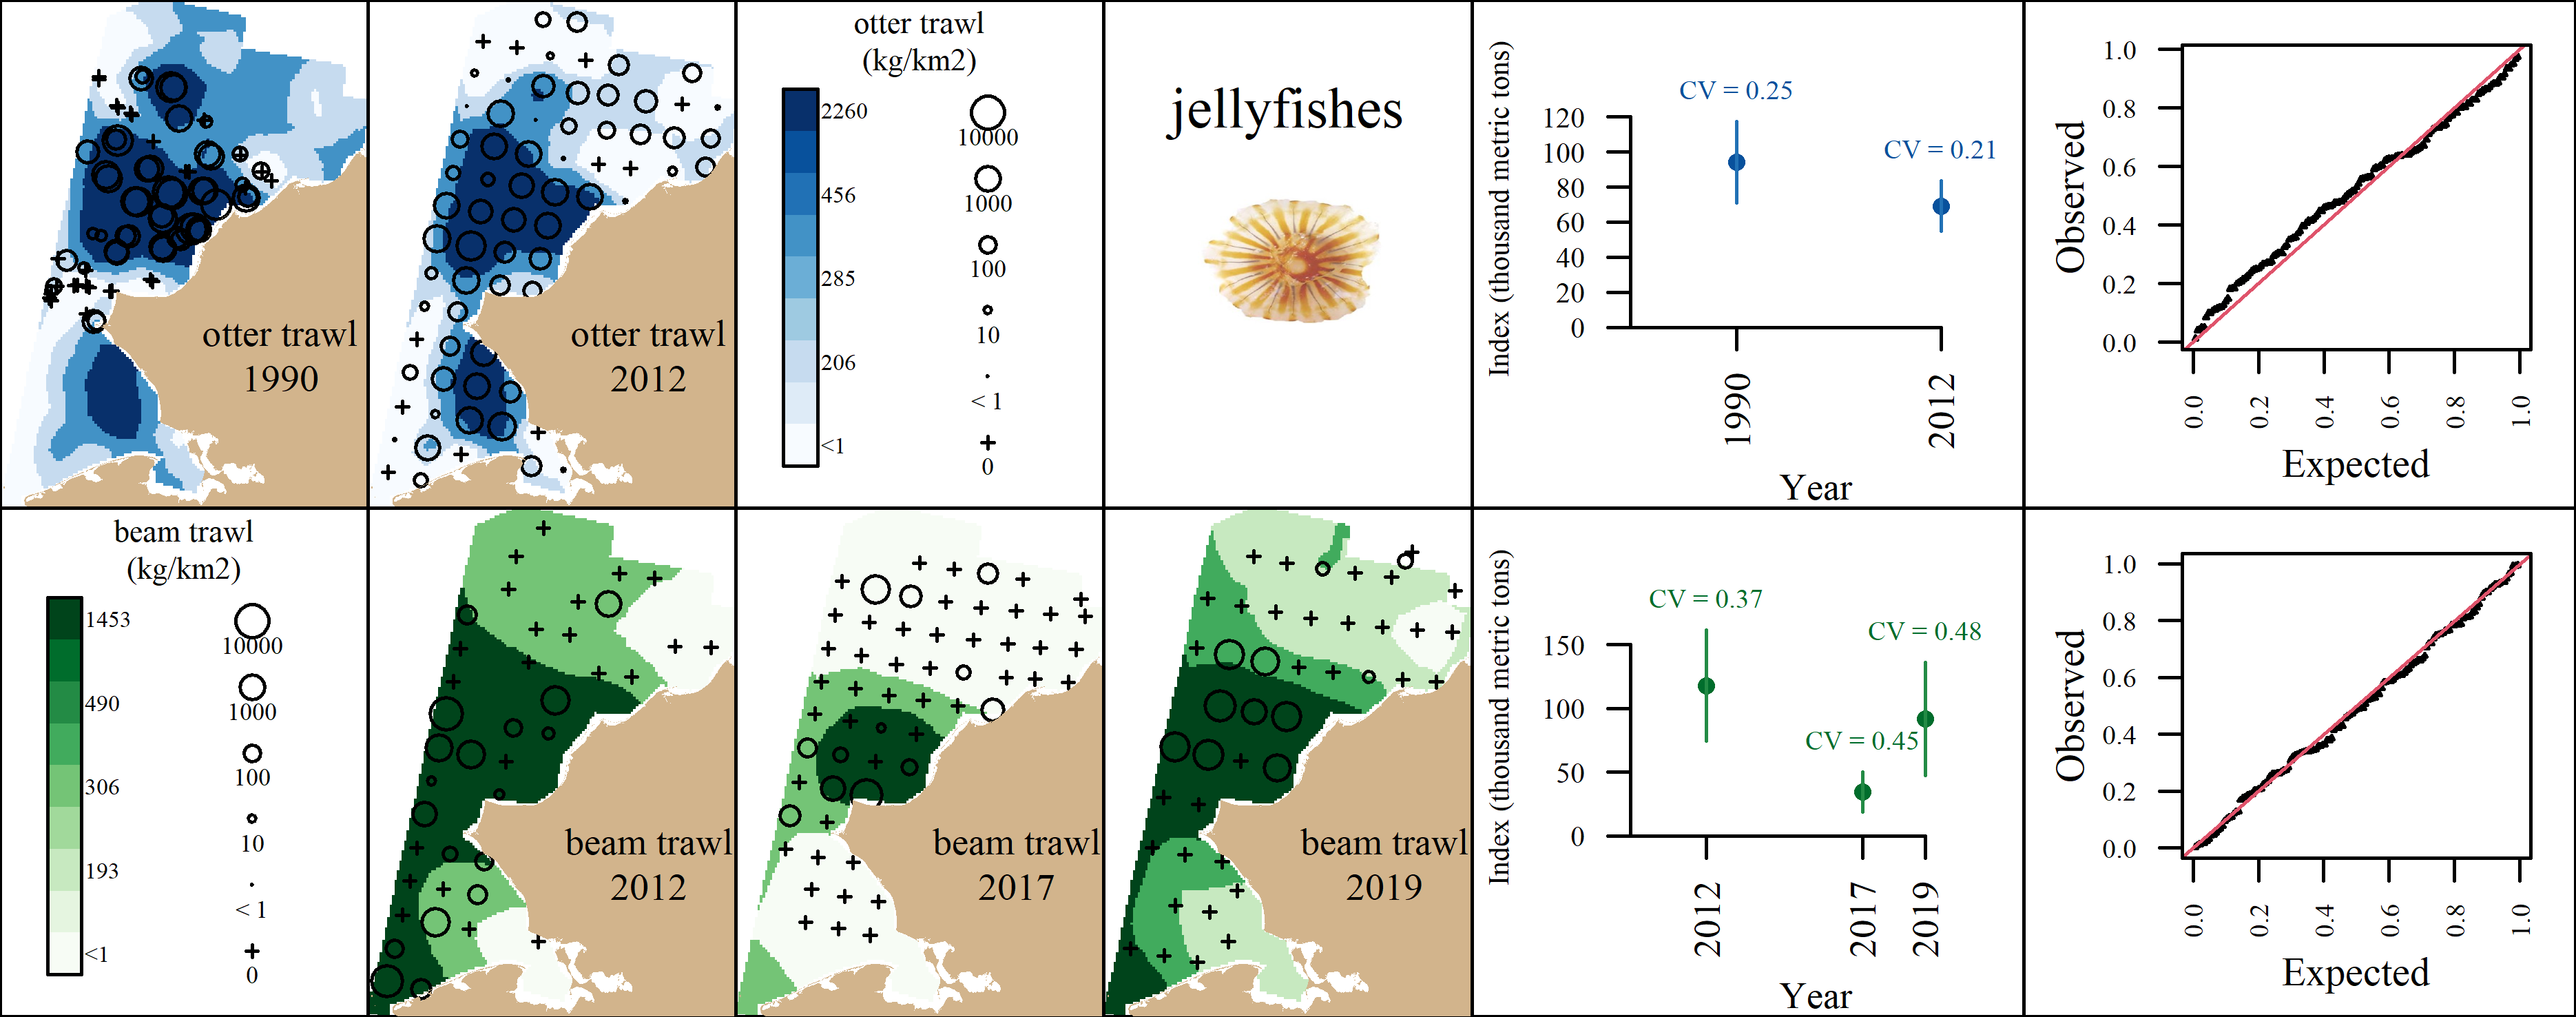 otter trawl
1990
otter trawl
2012
otter trawl
(kg/km2)
2260
456
285
206
<1
10000
1000
100
10
< 1
0
jellyfishes
Index (thousand metric tons)
120
100
80
60
40
20
0
CV = 0.25
CV = 0.21
1990
2012
Year
Observed
1.0
0.8
0.6
0.4
0.2
0.0
0.0
0.2
0.4
0.6
0.8
1.0
Expected
beam trawl
(kg/km2)
1453
490
306
193
<1
10000
1000
100
10
< 1
0
beam trawl
2012
beam trawl
2017
beam trawl
2019
Index (thousand metric tons)
150
100
50
0
CV = 0.37
CV = 0.45
CV = 0.48
2012
2017
2019
Year
Observed
1.0
0.8
0.6
0.4
0.2
0.0
0.0
0.2
0.4
0.6
0.8
1.0
Expected